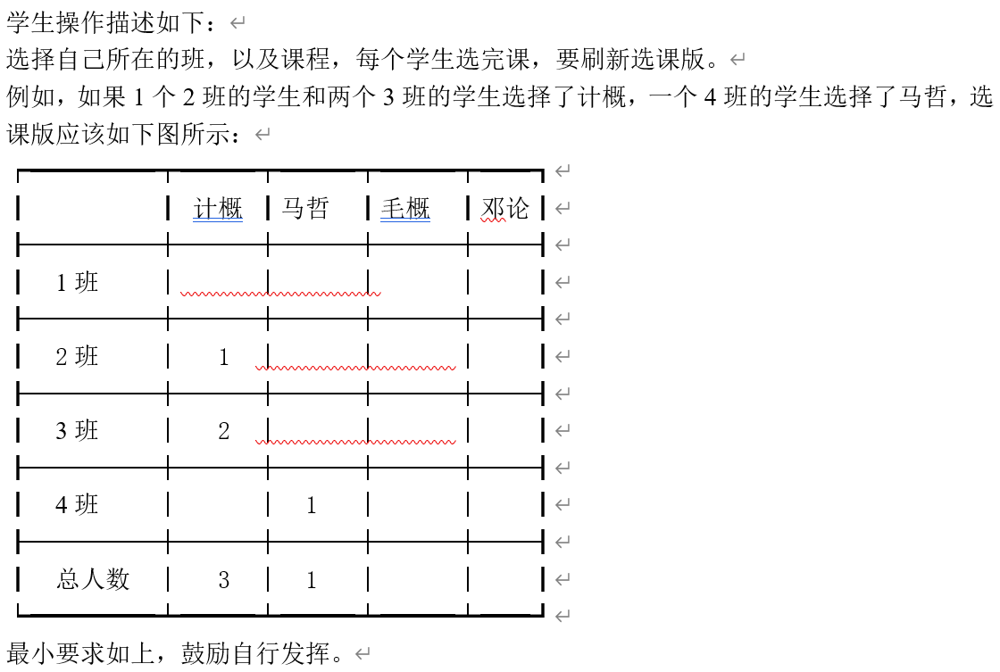 学生操作描述如下：
选择自己所在的班，以及课程，每个学生选完课，要刷新选课版。
例如，如果 1 个 2 班的学生和两个 3 班的学生选择了计概，一个 4 班的学生选择了马哲，选
课版应该如下图所示：
计概 马哲 毛概 邓论
1 班
2 班 1
3 班 2
4 班 1
总人数 3 1
最小要求如上，鼓励自行发挥。